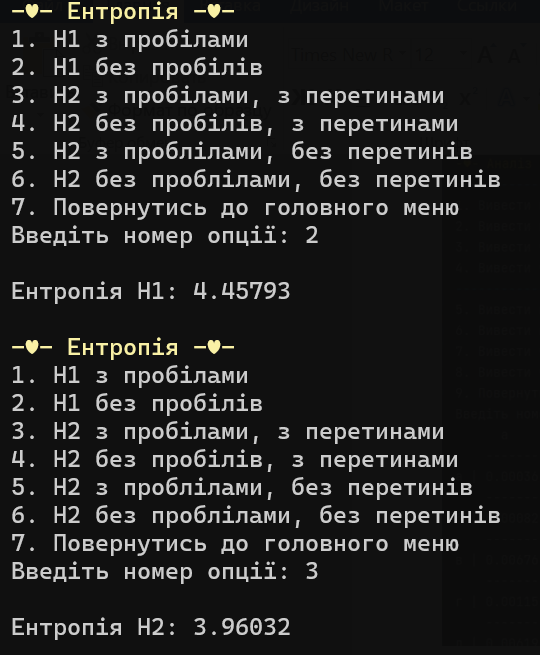 —♥— Ентропія —♥—
1. H1 з пробілами
2. H1 без пробілів
3. H2 з пробілами, з перетинами
4. H2 без пробілів, з перетинами
5. H2 з проблілами, без перетинів
6. H2 без проблілами, без перетинів
7. Повернутись до головного меню
Введіть номер опції: 2
Ентропія H1: 4.45793
—♥— Ентропія —♥—
1. H1 з пробілами
2. H1 без пробілів
3. H2 з пробілами, з перетинами
4. H2 без пробілів, з перетинами
5. H2 з проблілами, без перетинів
6. H2 без проблілами, без перетинів
7. Повернутись до головного меню
Введіть номер опції: 3
Ентропія H2: 3.96032